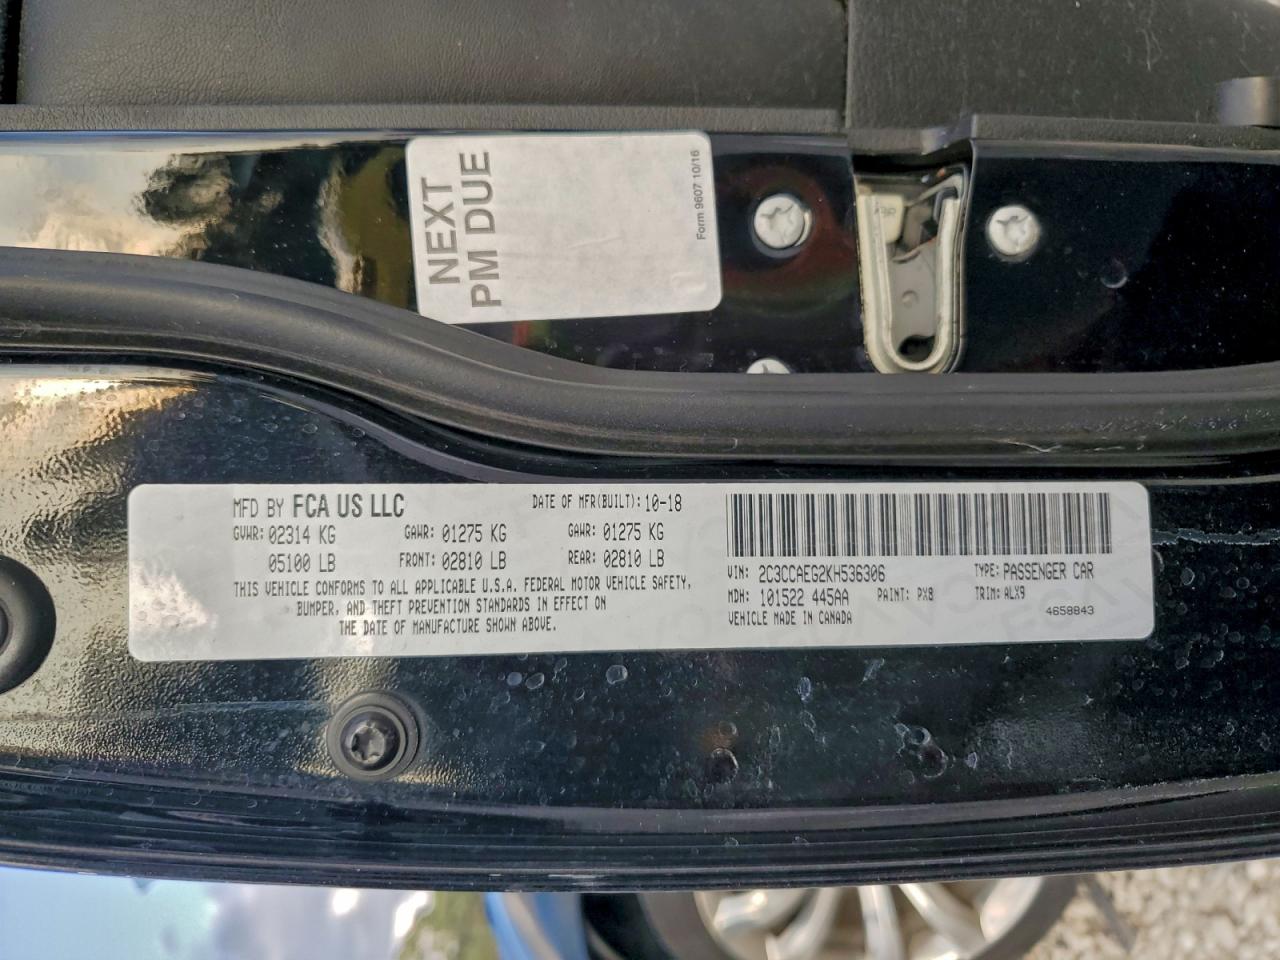 NEXT
PM DUE
Form 9607 10/16
MFD BY FCA US LLC
DATE OF MFR(BUILT): 10-18
GVWR: 02314 KG
GAWR: 01275 KG
GAWR: 01275 KG
05100 LB
FRONT: 02810 LB
REAR: 02810 LB
THIS VEHICLE CONFORMS TO ALL APPLICABLE U.S.A. FEDERAL MOTOR VEHICLE SAFETY,
BUMPER, AND THEFT PREVENTION STANDARDS IN EFFECT ON
THE DATE OF MANUFACTURE SHOWN ABOVE.
VIN: 2C3CCAEG2KH536306
TYPE: PASSENGER CAR
MDH: 101522 445AA
PAINT: PX8
TRIM: ALX9
VEHICLE MADE IN CANADA
4658843